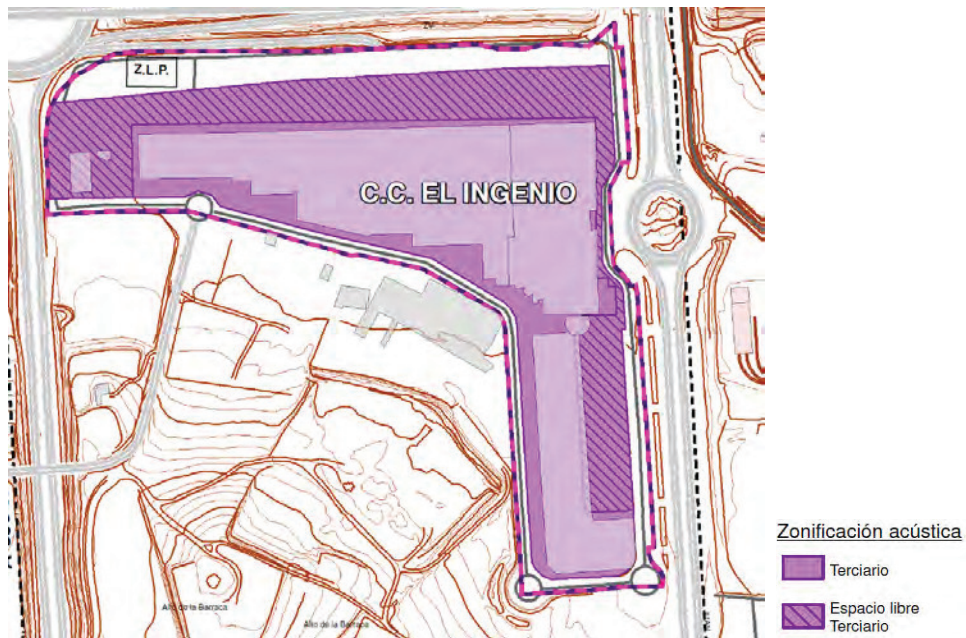 Z.L.P.
C.C. EL INGENIO
Alto de la Barraca
Alto de la Barraca
Zonificación acústica
Terciario
Espacio libre
Terciario